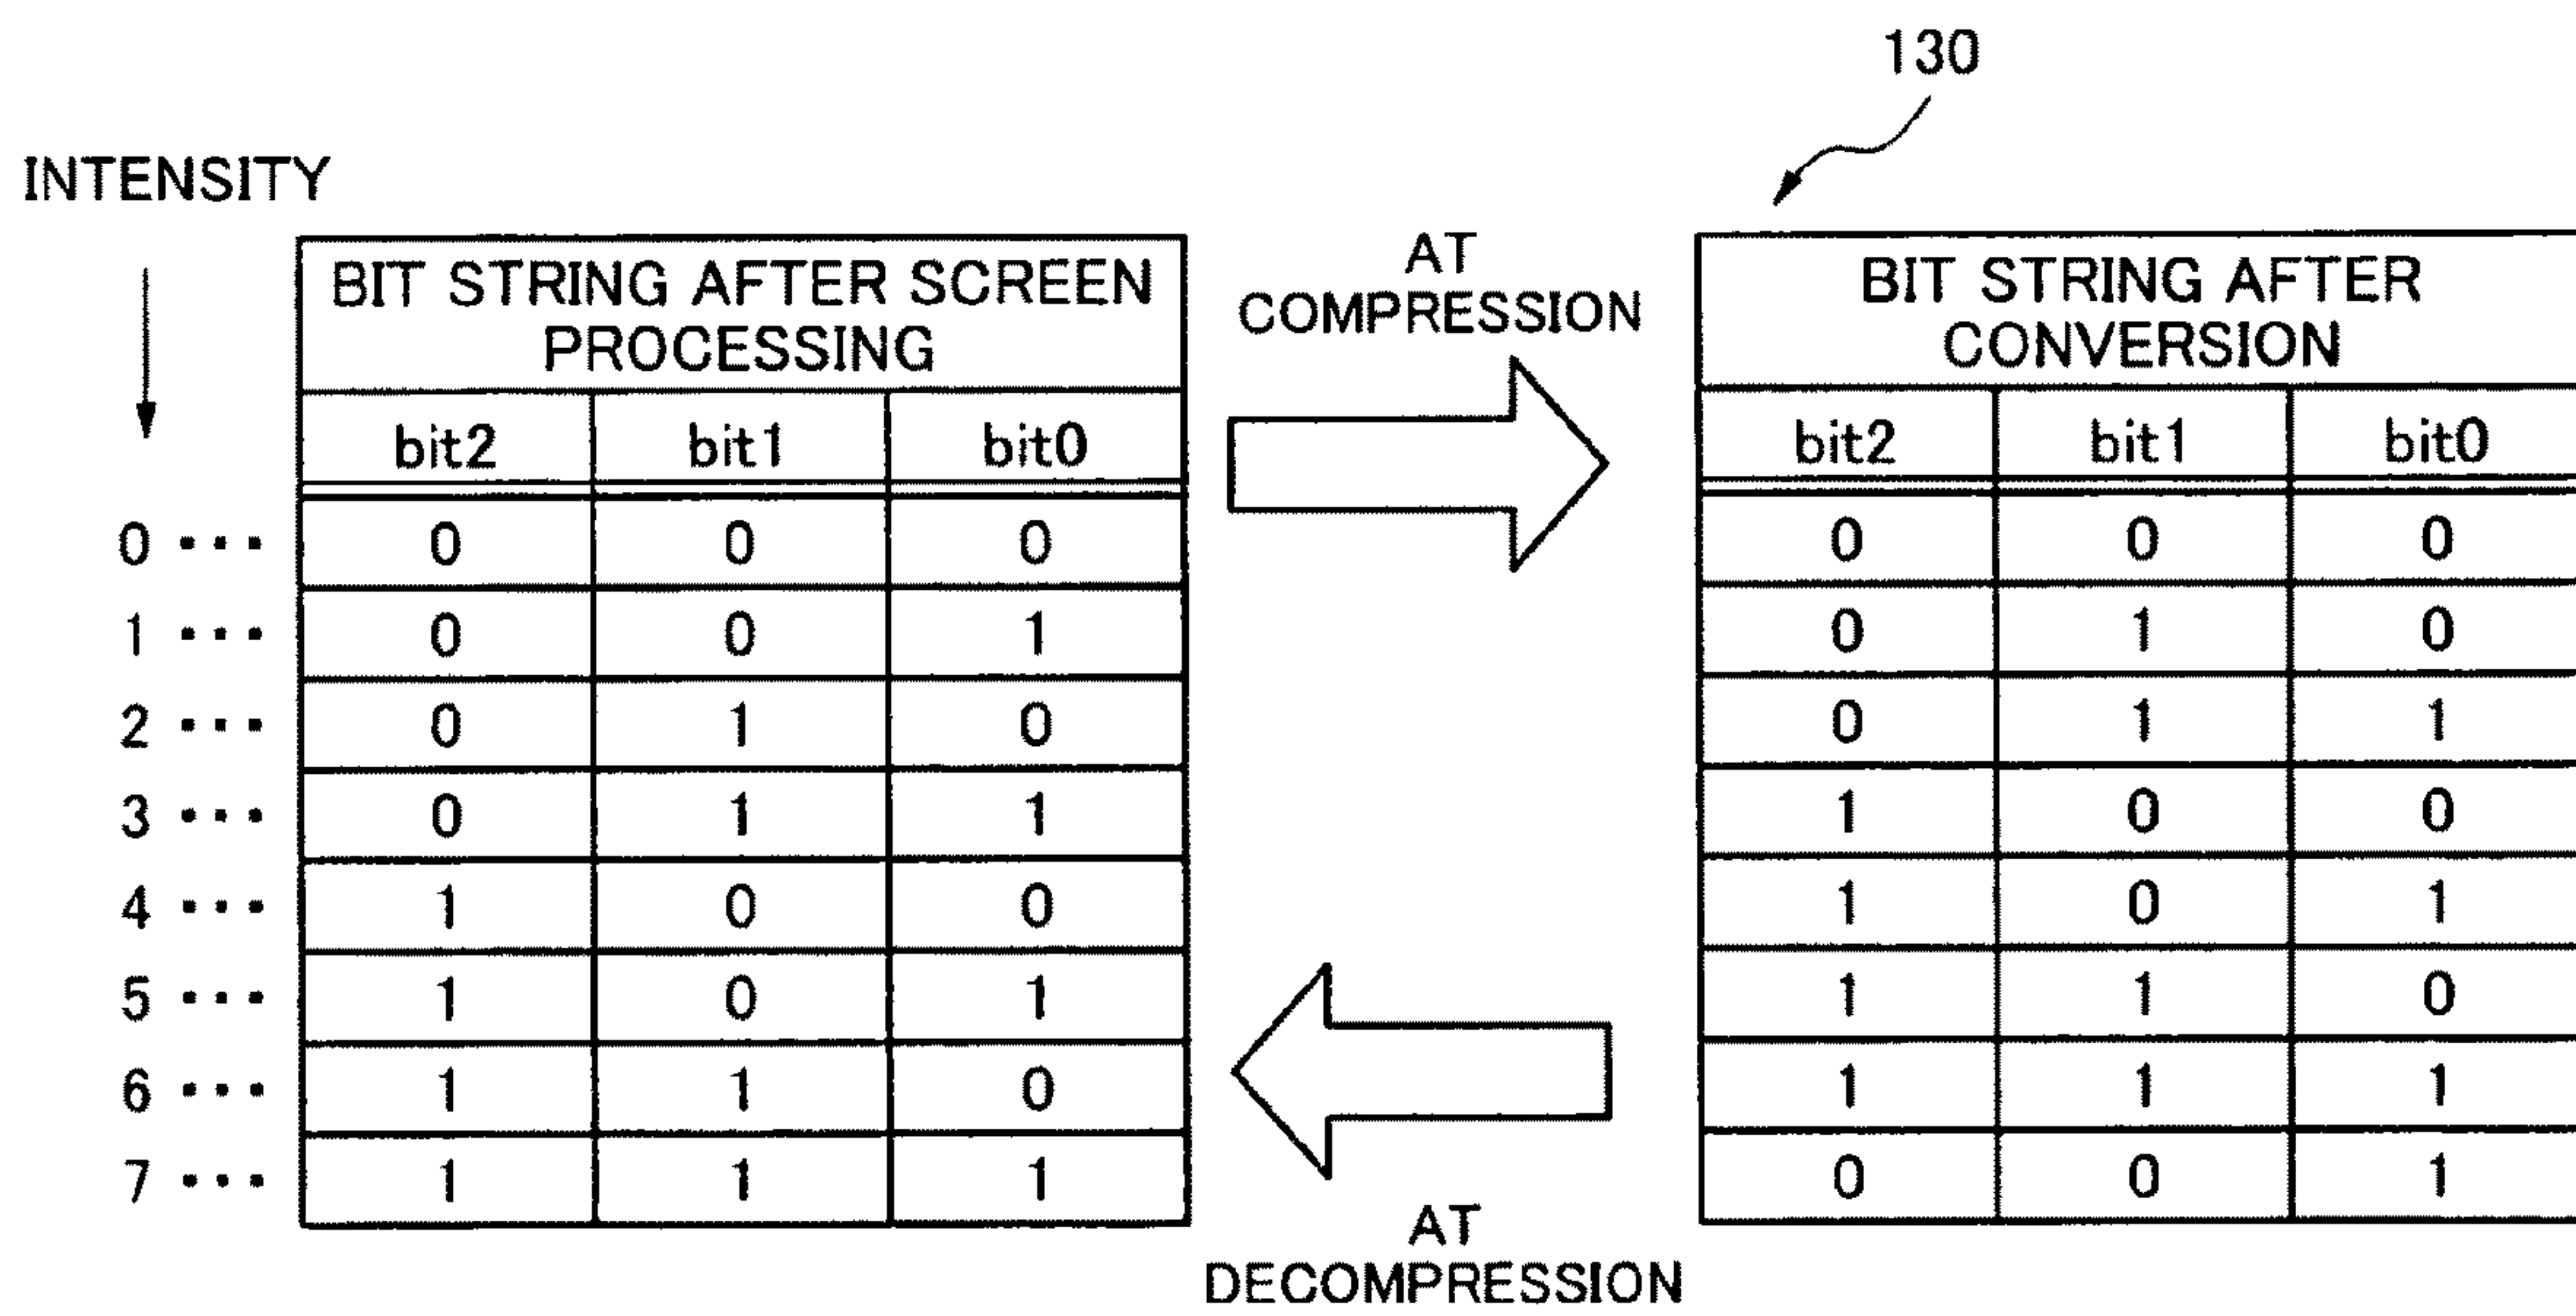 130
INTENSITY
BIT STRING AFTER SCREEN
PROCESSING
bit2 bit1 bit0
0 ··· 0 0 0
1 ··· 0 0 1
2 ··· 0 1 0
3 ··· 0 1 1
4 ··· 1 0 0
5 ··· 1 0 1
6 ··· 1 1 0
7 ··· 1 1 1
AT
COMPRESSION
AT
DECOMPRESSION
BIT STRING AFTER
CONVERSION
bit2 bit1 bit0
0 0 0
0 1 0
0 1 1
1 0 0
1 0 1
1 1 0
1 1 1
0 0 1